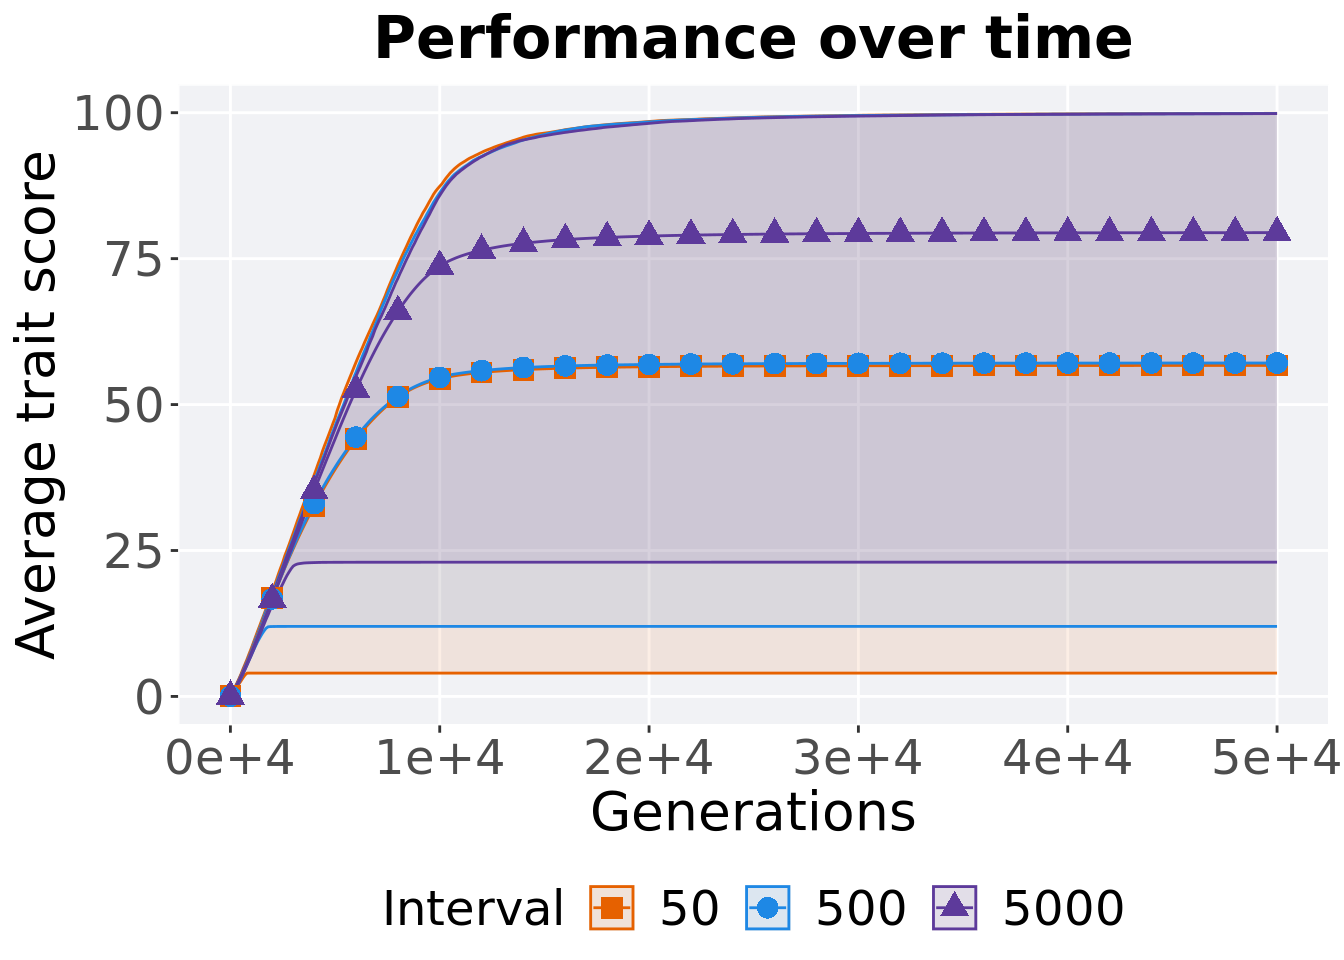 Performance over time
Average trait score
100
75
50
25
0
0e+4 1e+4 2e+4 3e+4 4e+4 5e+4
Generations
Interval 50 500 5000